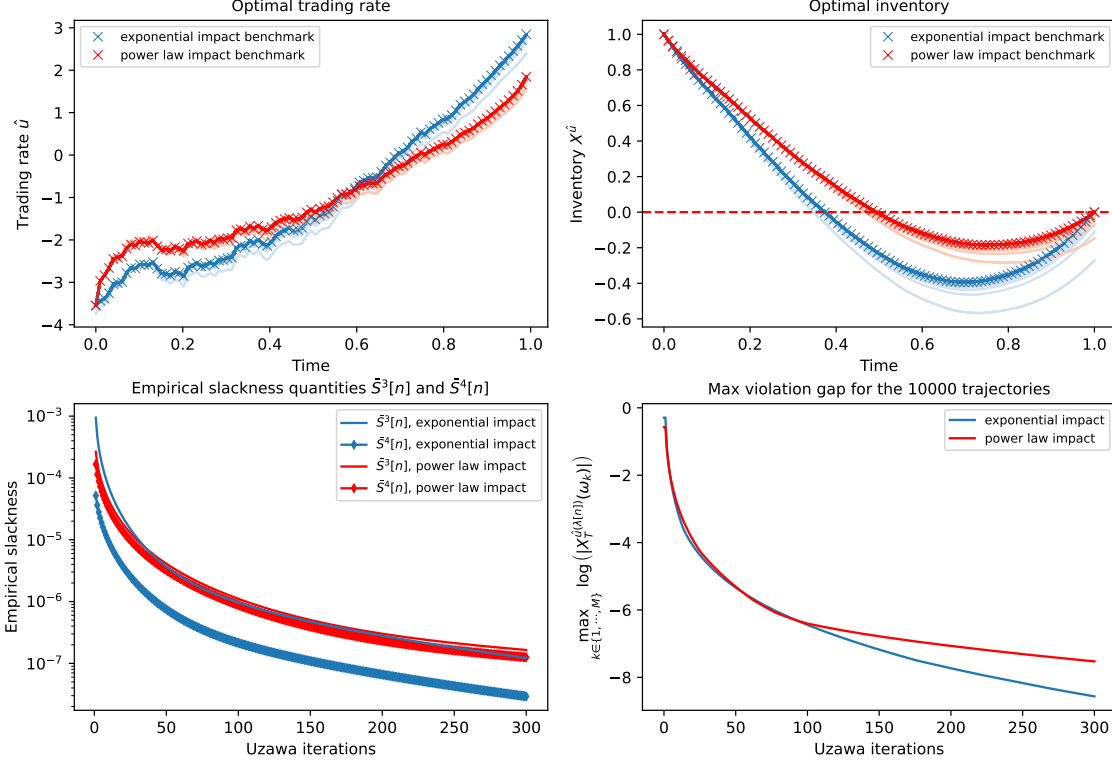 Optimal trading rate
3
2
1
0
−1
−2
−3
−4
Trading rate û
exponential impact benchmark
power law impact benchmark
0.0 0.2 0.4 0.6 0.8 1.0
Time
Optimal inventory
1.0
0.8
0.6
0.4
0.2
0.0
−0.2
−0.4
−0.6
Inventory X^û
exponential impact benchmark
power law impact benchmark
0.0 0.2 0.4 0.6 0.8 1.0
Time
Empirical slackness quantities S̄³[n] and S̄⁴[n]
10⁻³
10⁻⁴
10⁻⁵
10⁻⁶
10⁻⁷
Empirical slackness
S̄³[n], exponential impact
S̄⁴[n], exponential impact
S̄³[n], power law impact
S̄⁴[n], power law impact
0 50 100 150 200 250 300
Uzawa iterations
Max violation gap for the 10000 trajectories
0
−2
−4
−6
−8
max_{k∈{1,⋯,M}} log(|X_T^{û(λ[n])}(ω_k)|)
exponential impact
power law impact
0 50 100 150 200 250 300
Uzawa iterations